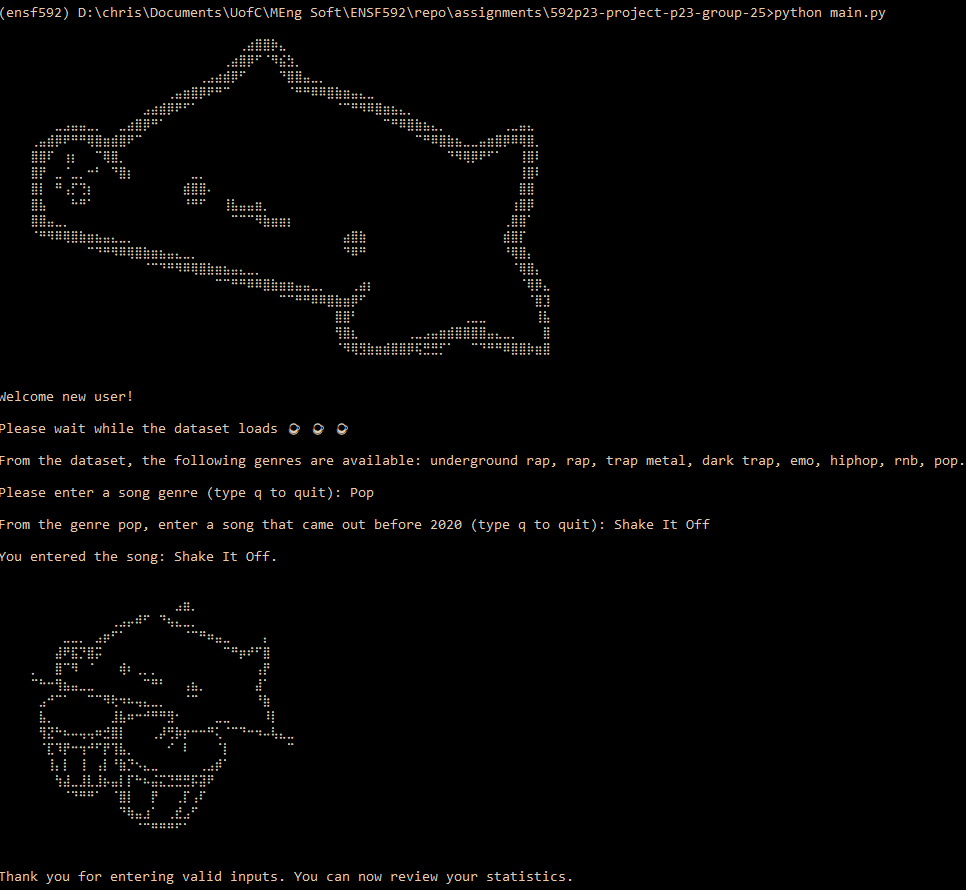 (ensf592) D:\chris\Documents\UofC\MEng Soft\ENSF592\repo\assignments\592p23-project-p23-group-25>python main.py
Welcome new user!
Please wait while the dataset loads ☕ ☕ ☕
From the dataset, the following genres are available: underground rap, rap, trap metal, dark trap, emo, hiphop, rnb, pop.
Please enter a song genre (type q to quit): Pop
From the genre pop, enter a song that came out before 2020 (type q to quit): Shake It Off
You entered the song: Shake It Off.
Thank you for entering valid inputs. You can now review your statistics.